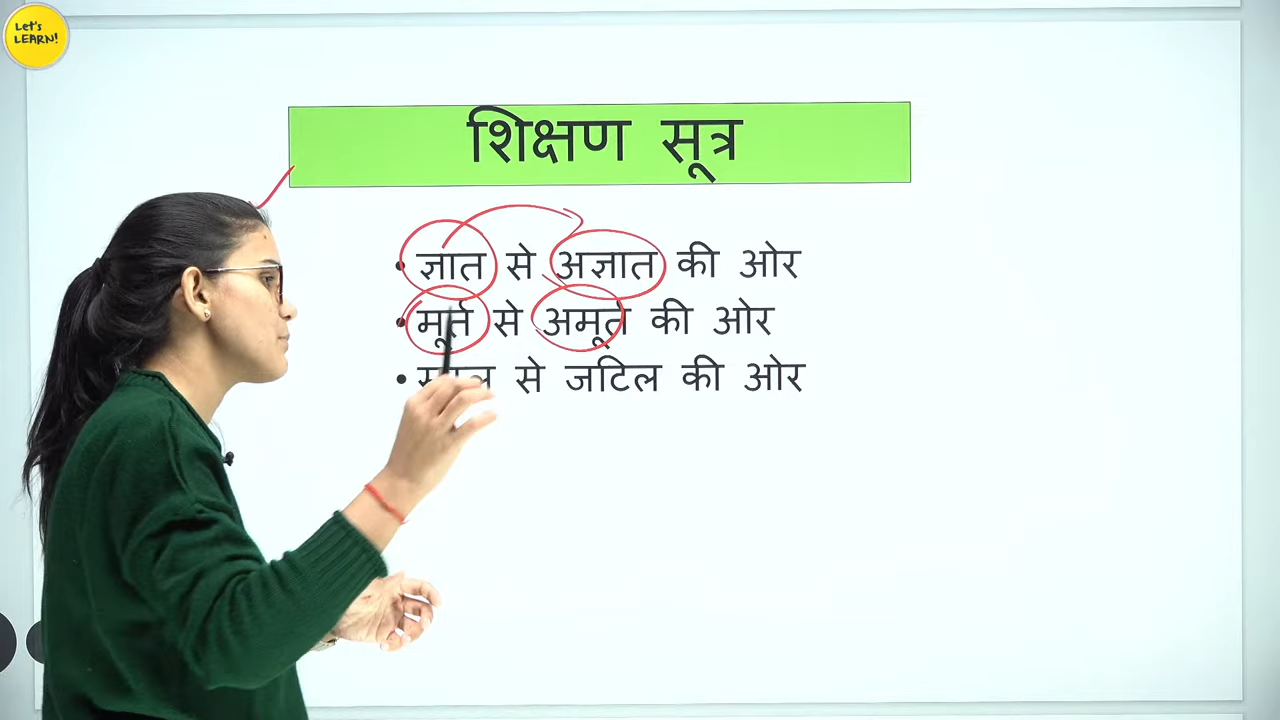 Let's
LEARN!
शिक्षण सूत्र
• ज्ञात से अज्ञात की ओर
• मूर्त से अमूर्त की ओर
• से जटिल की ओर